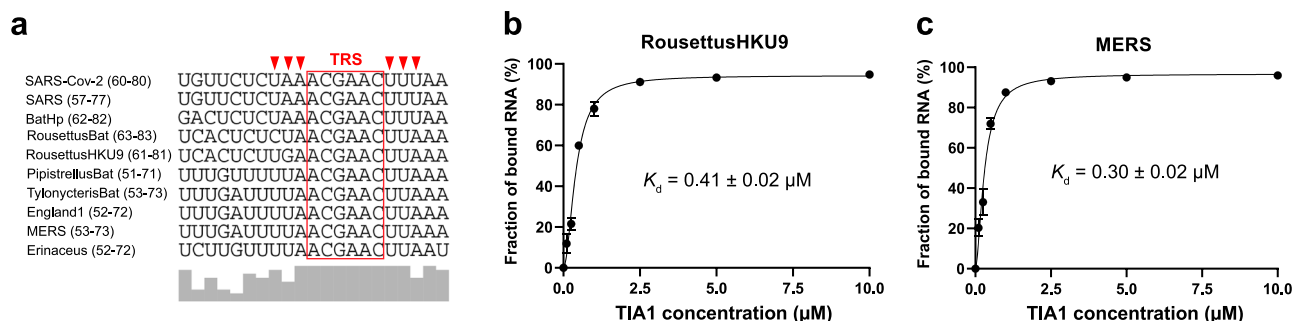 a
TRS
SARS-Cov-2 (60-80) UGUUCUCUAAACGAACUUUAA
SARS (57-77) UGUUCUCUAAACGAACUUUAA
BatHp (62-82) GACUCUCUAAACGAACUUUAA
RousettusBat (63-83) UCACUCUCUAACGAACUUAAA
RousettusHKU9 (61-81) UCACUCUUGAACGAACUUAAA
PipistrellusBat (51-71) UUUGUUUUUAACGAACUUAAA
TylonycterisBat (53-73) UUUGAUUUUAACGAACUUAAA
England1 (52-72) UUUGAUUUUAACGAACUUAAA
MERS (53-73) UUUGAUUUUAACGAACUUAAA
Erinaceus (52-72) UCUUGUUUUAACGAACUUAAU
b
RousettusHKU9
Fraction of bound RNA (%)
100
80
60
40
20
0
Kd = 0.41 ± 0.02 µM
0.0 2.5 5.0 7.5 10.0
TIA1 concentration (µM)
c
MERS
Fraction of bound RNA (%)
100
80
60
40
20
0
Kd = 0.30 ± 0.02 µM
0.0 2.5 5.0 7.5 10.0
TIA1 concentration (µM)